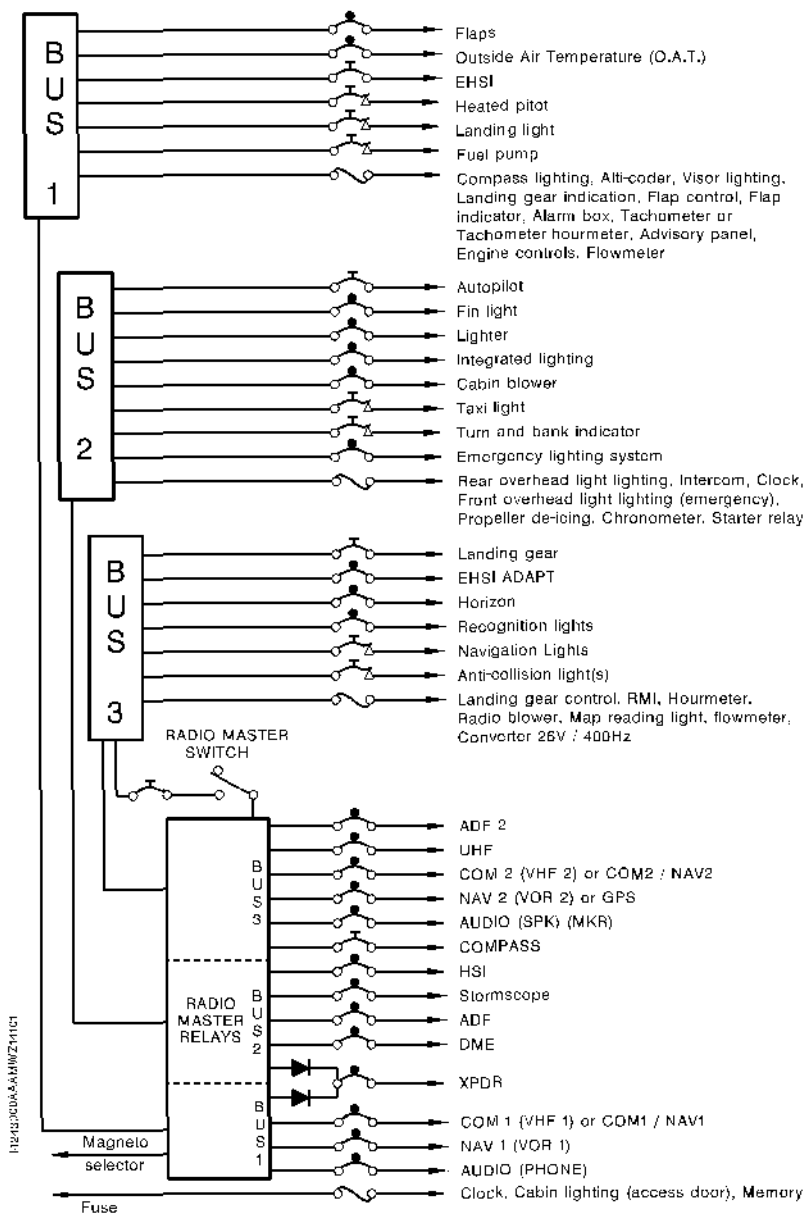 BUS 1
Flaps
Outside Air Temperature (O.A.T.)
EHSI
Heated pitot
Landing light
Fuel pump
Compass lighting, Alti-coder, Visor lighting,
Landing gear indication, Flap control, Flap
indicator, Alarm box, Tachometer or
Tachometer hourmeter, Advisory panel,
Engine controls, Flowmeter
BUS 2
Autopilot
Fin light
Lighter
Integrated lighting
Cabin blower
Taxi light
Turn and bank indicator
Emergency lighting system
Rear overhead light lighting, Intercom, Clock,
Front overhead light lighting (emergency),
Propeller de-icing, Chronometer, Starter relay
BUS 3
Landing gear
EHSI ADAPT
Horizon
Recognition lights
Navigation Lights
Anti-collision light(s)
Landing gear control, RMI, Hourmeter,
Radio blower, Map reading light, flowmeter,
Converter 26V / 400Hz
RADIO MASTER
SWITCH
BUS 3
ADF 2
UHF
COM 2 (VHF 2) or COM2 / NAV2
NAV 2 (VOR 2) or GPS
AUDIO (SPK) (MKR)
COMPASS
RADIO
MASTER
RELAYS
BUS 2
HSI
Stormscope
ADF
DME
XPDR
BUS 1
COM 1 (VHF 1) or COM1 / NAV1
NAV 1 (VOR 1)
AUDIO (PHONE)
Magneto
selector
Fuse
Clock, Cabin lighting (access door), Memory